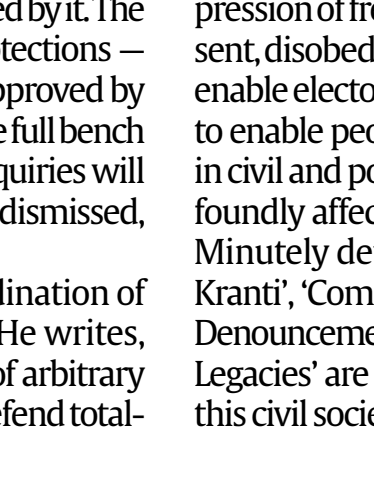 ed by it. The
tections —
pproved by
e full bench
quiries will
dismissed,
dination of
He writes,
of arbitrary
efend total-
pression of fre
sent, disobed
enable electo
to enable peo
in civil and po
foundly affec
Minutely de
Kranti’, ‘Com
Denounceme
Legacies’ are
this civil socie